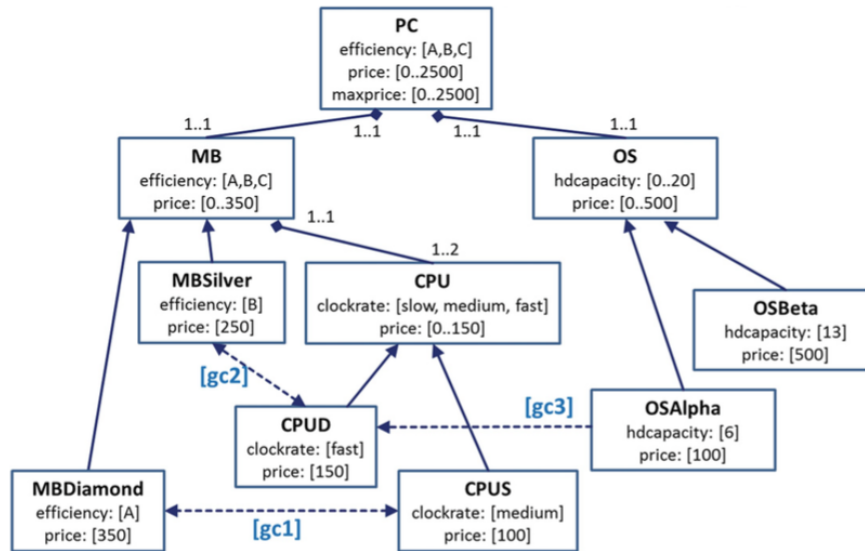 PC
efficiency: [A,B,C]
price: [0..2500]
maxprice: [0..2500]
1..1
1..1
1..1
1..1
MB
efficiency: [A,B,C]
price: [0..350]
OS
hdcapacity: [0..20]
price: [0..500]
1..1
1..2
MBSilver
efficiency: [B]
price: [250]
CPU
clockrate: [slow, medium, fast]
price: [0..150]
OSBeta
hdcapacity: [13]
price: [500]
[gc2]
[gc3]
CPUD
clockrate: [fast]
price: [150]
OSAlpha
hdcapacity: [6]
price: [100]
MBDiamond
efficiency: [A]
price: [350]
[gc1]
CPUS
clockrate: [medium]
price: [100]